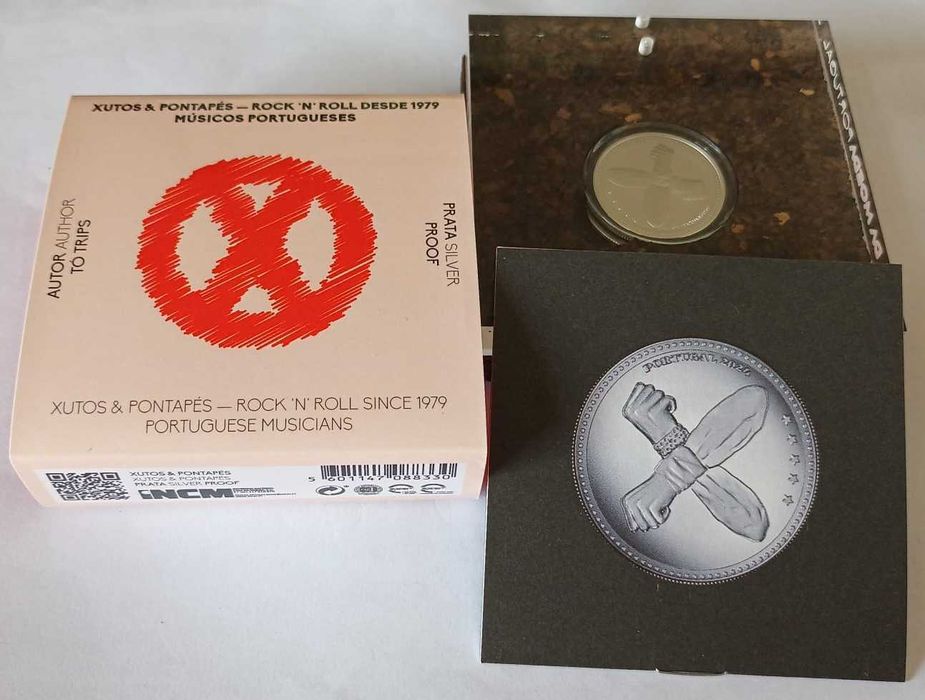 XUTOS & PONTAPÉS — ROCK 'N' ROLL DESDE 1979
MÚSICOS PORTUGUESES
AUTOR AUTHOR
TÓ TRIPS
PRATA SILVER
PROOF
XUTOS & PONTAPÉS — ROCK 'N' ROLL SINCE 1979
PORTUGUESE MUSICIANS
XUTOS & PONTAPÉS
XUTOS & PONTAPÉS
PRATA SILVER PROOF
INCM
5 601147 088330
PORTUGAL 2020